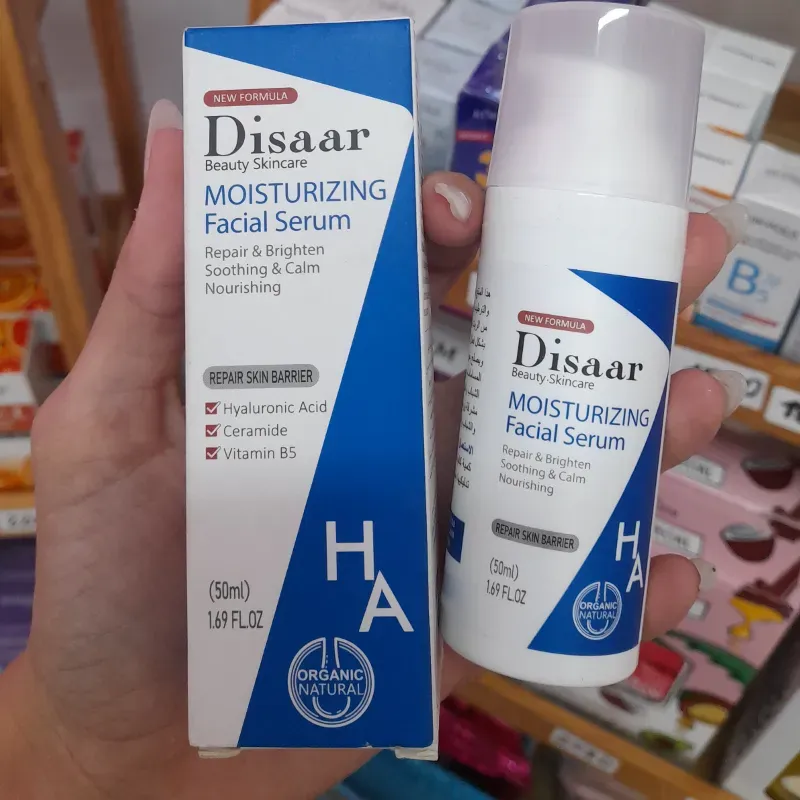 NEW FORMULA
Disaar
Beauty Skincare
MOISTURIZING
Facial Serum
Repair & Brighten
Soothing & Calm
Nourishing
REPAIR SKIN BARRIER
Hyaluronic Acid
Ceramide
Vitamin B5
HA
(50ml)
1.69 FL.OZ
ORGANIC
NATURAL
NEW FORMULA
Disaar
Beauty Skincare
MOISTURIZING
Facial Serum
Repair & Brighten
Soothing & Calm
Nourishing
REPAIR SKIN BARRIER
HA
(50ml)
1.69 FL.OZ
ORGANIC
NATURAL